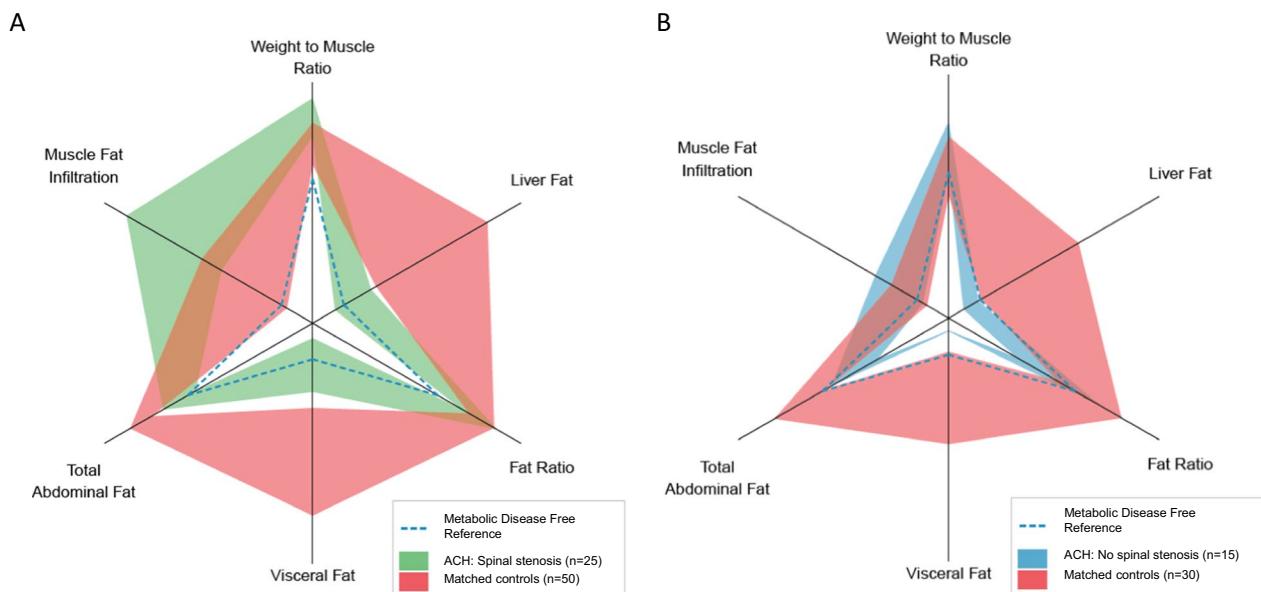 A
Weight to Muscle
Ratio
Muscle Fat
Infiltration
Liver Fat
Total
Abdominal Fat
Fat Ratio
Visceral Fat
Metabolic Disease Free
Reference
ACH: Spinal stenosis (n=25)
Matched controls (n=50)
B
Weight to Muscle
Ratio
Muscle Fat
Infiltration
Liver Fat
Total
Abdominal Fat
Fat Ratio
Visceral Fat
Metabolic Disease Free
Reference
ACH: No spinal stenosis (n=15)
Matched controls (n=30)